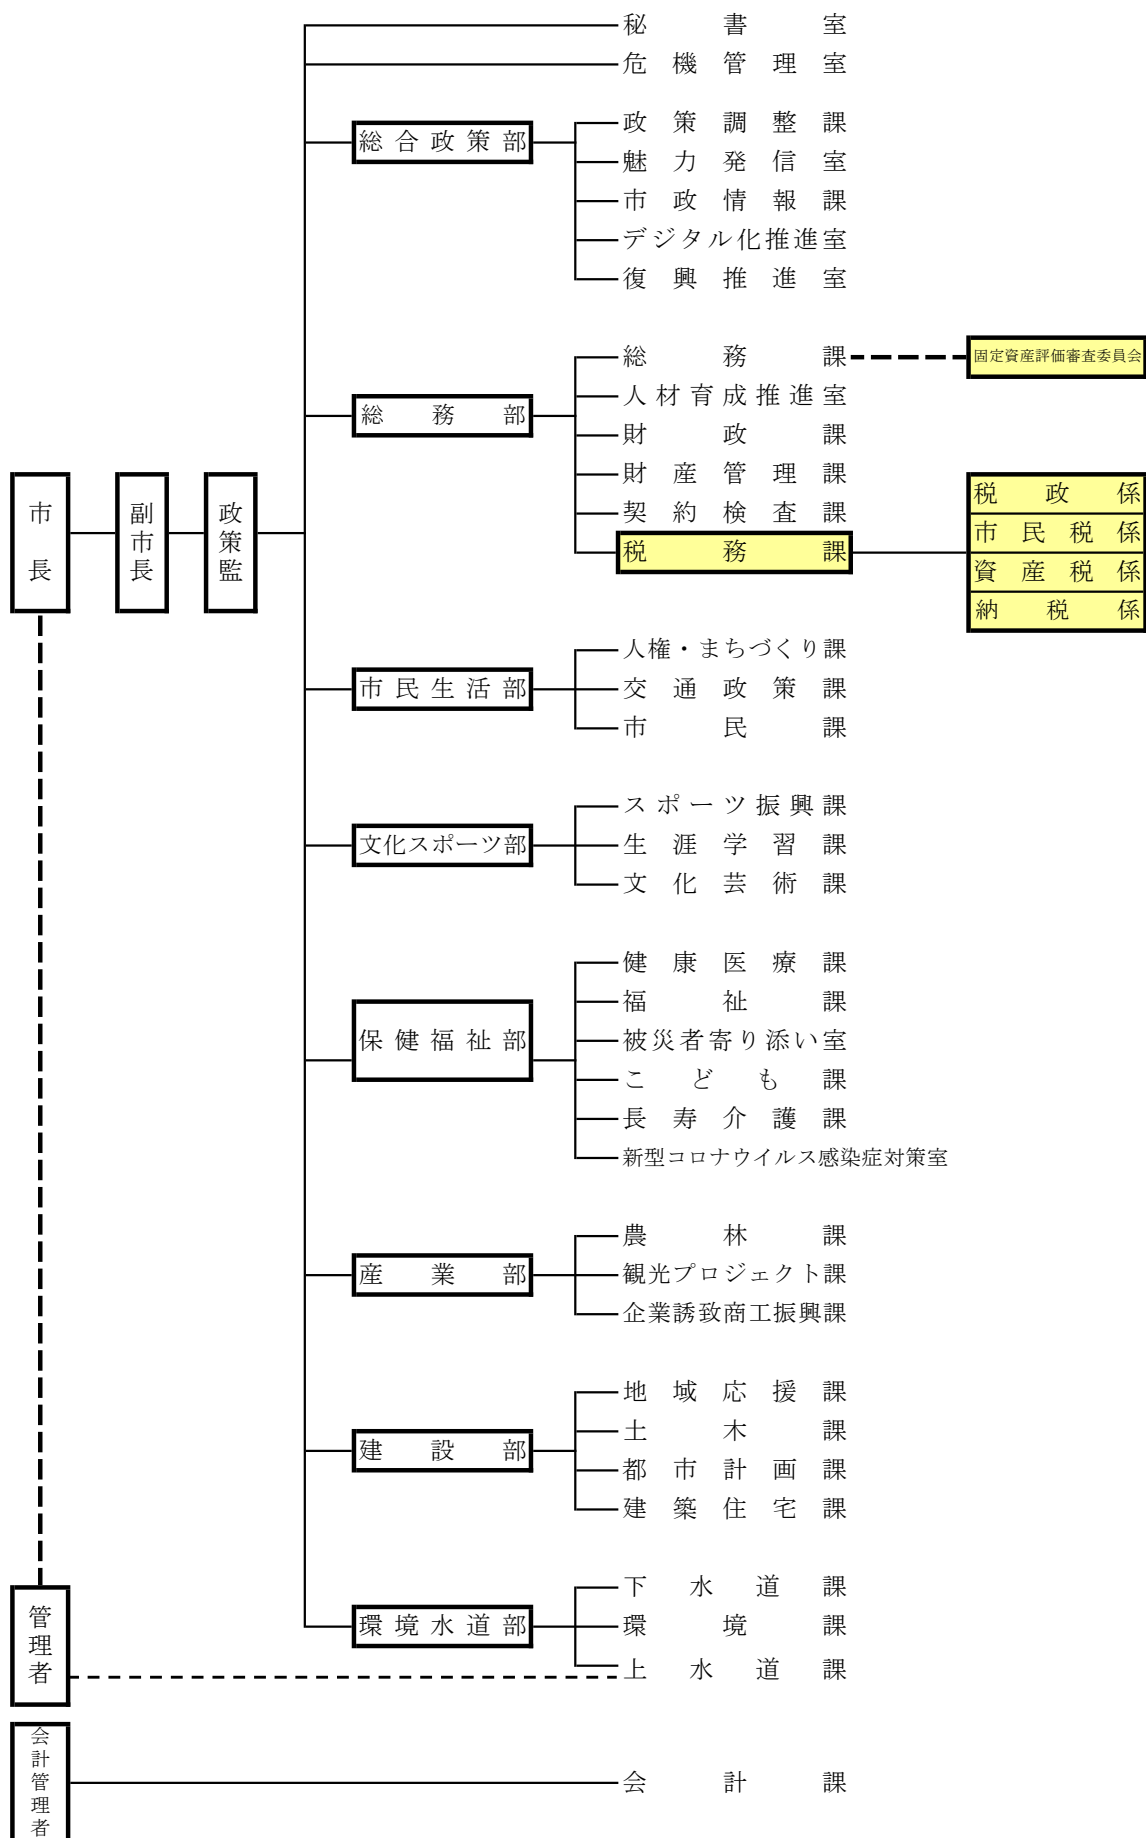 秘書室
危機管理室
総合政策部
政策調整課
魅力発信室
市政情報課
デジタル化推進室
復興推進室
総務課
固定資産評価審査委員会
人材育成推進室
総務部
財政課
財産管理課
契約検査課
税務課
税政係
市民税係
資産税係
納税係
市長
副市長
政策監
人権・まちづくり課
市民生活部
交通政策課
市民課
スポーツ振興課
文化スポーツ部
生涯学習課
文化芸術課
健康医療課
福祉課
保健福祉部
被災者寄り添い室
こども課
長寿介護課
新型コロナウイルス感染症対策室
農林課
産業部
観光プロジェクト課
企業誘致商工振興課
地域応援課
土木課
建設部
都市計画課
建築住宅課
下水道課
環境水道部
環境課
上水道課
管理者
会計管理者
会計課